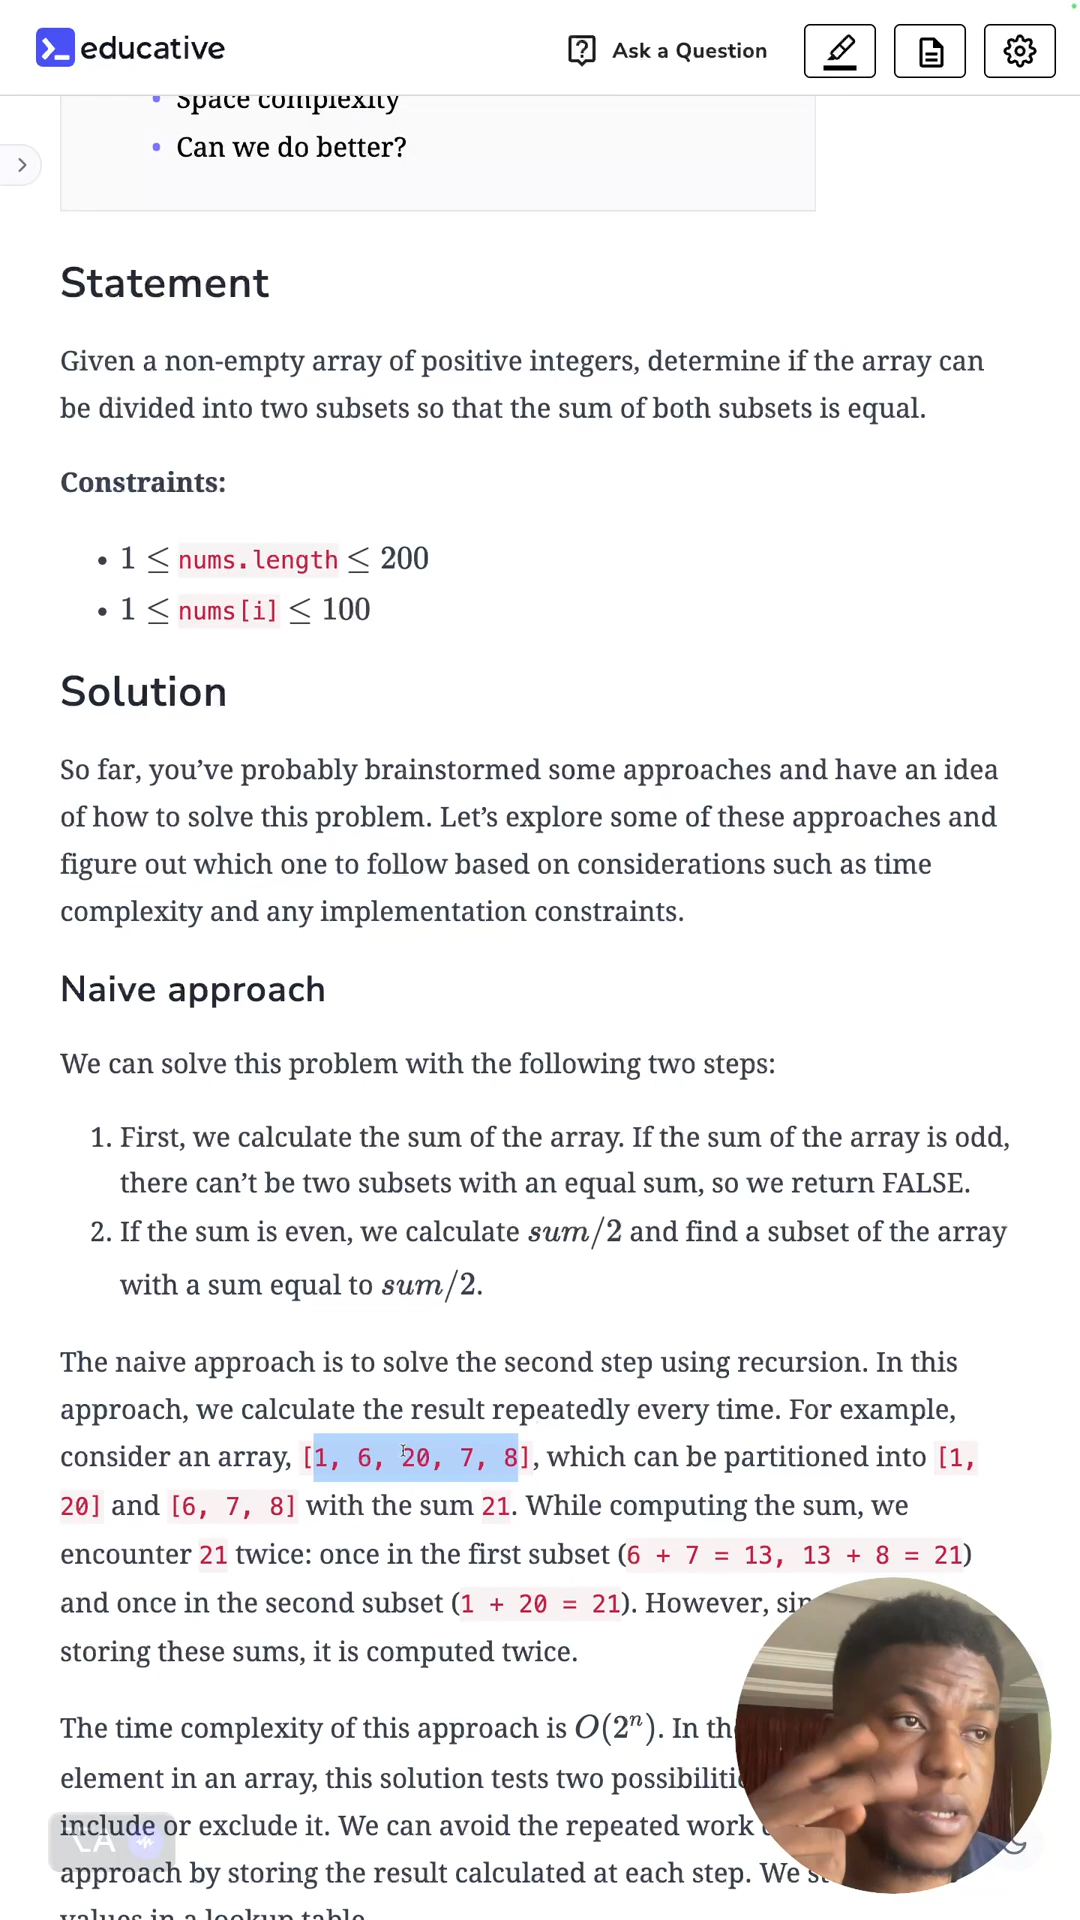 educative
Ask a Question
Space complexity
Can we do better?
Statement
Given a non-empty array of positive integers, determine if the array can
be divided into two subsets so that the sum of both subsets is equal.
Constraints:
1 ≤ nums.length ≤ 200
1 ≤ nums[i] ≤ 100
Solution
So far, you’ve probably brainstormed some approaches and have an idea
of how to solve this problem. Let’s explore some of these approaches and
figure out which one to follow based on considerations such as time
complexity and any implementation constraints.
Naive approach
We can solve this problem with the following two steps:
1. First, we calculate the sum of the array. If the sum of the array is odd,
there can’t be two subsets with an equal sum, so we return FALSE.
2. If the sum is even, we calculate sum/2 and find a subset of the array
with a sum equal to sum/2.
The naive approach is to solve the second step using recursion. In this
approach, we calculate the result repeatedly every time. For example,
consider an array, [1, 6, 20, 7, 8], which can be partitioned into [1,
20] and [6, 7, 8] with the sum 21. While computing the sum, we
encounter 21 twice: once in the first subset (6 + 7 = 13, 13 + 8 = 21)
and once in the second subset (1 + 20 = 21). However,
storing these sums, it is computed twice.
The time complexity of this approach is O(2ⁿ). In
element in an array, this solution tests two
include or exclude it. We can avoid the repeated work
approach by storing the result calculated at each step. We
values in a lookup table.